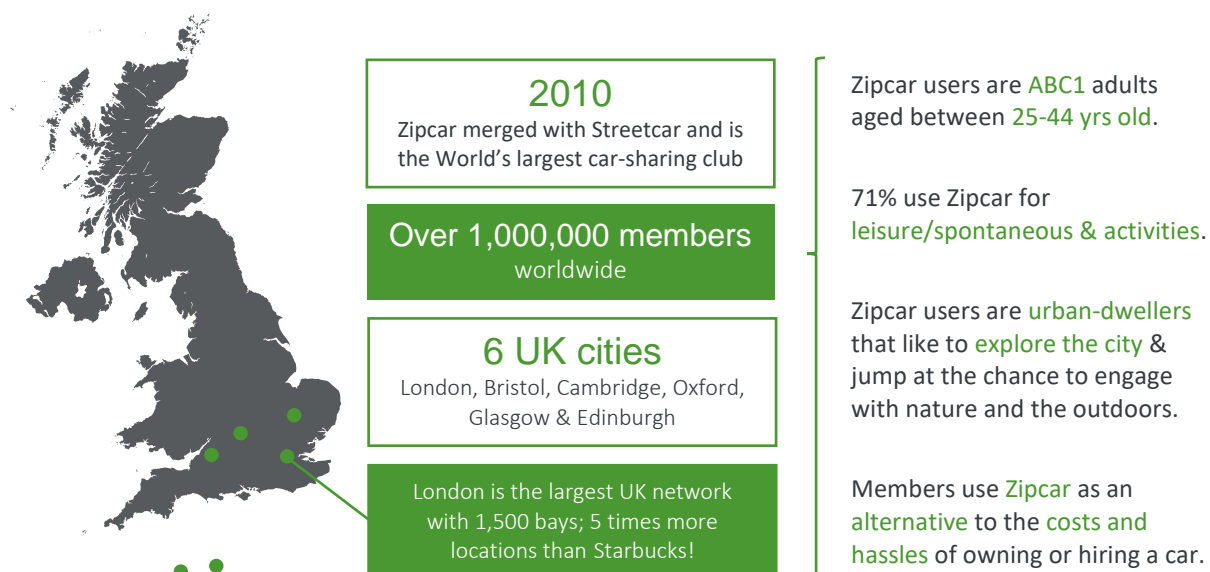 2010
Zipcar merged with Streetcar and is
the World’s largest car-sharing club
Over 1,000,000 members
worldwide
6 UK cities
London, Bristol, Cambridge, Oxford,
Glasgow & Edinburgh
London is the largest UK network
with 1,500 bays; 5 times more
locations than Starbucks!
Zipcar users are ABC1 adults
aged between 25-44 yrs old.
71% use Zipcar for
leisure/spontaneous & activities.
Zipcar users are urban-dwellers
that like to explore the city &
jump at the chance to engage
with nature and the outdoors.
Members use Zipcar as an
alternative to the costs and
hassles of owning or hiring a car.